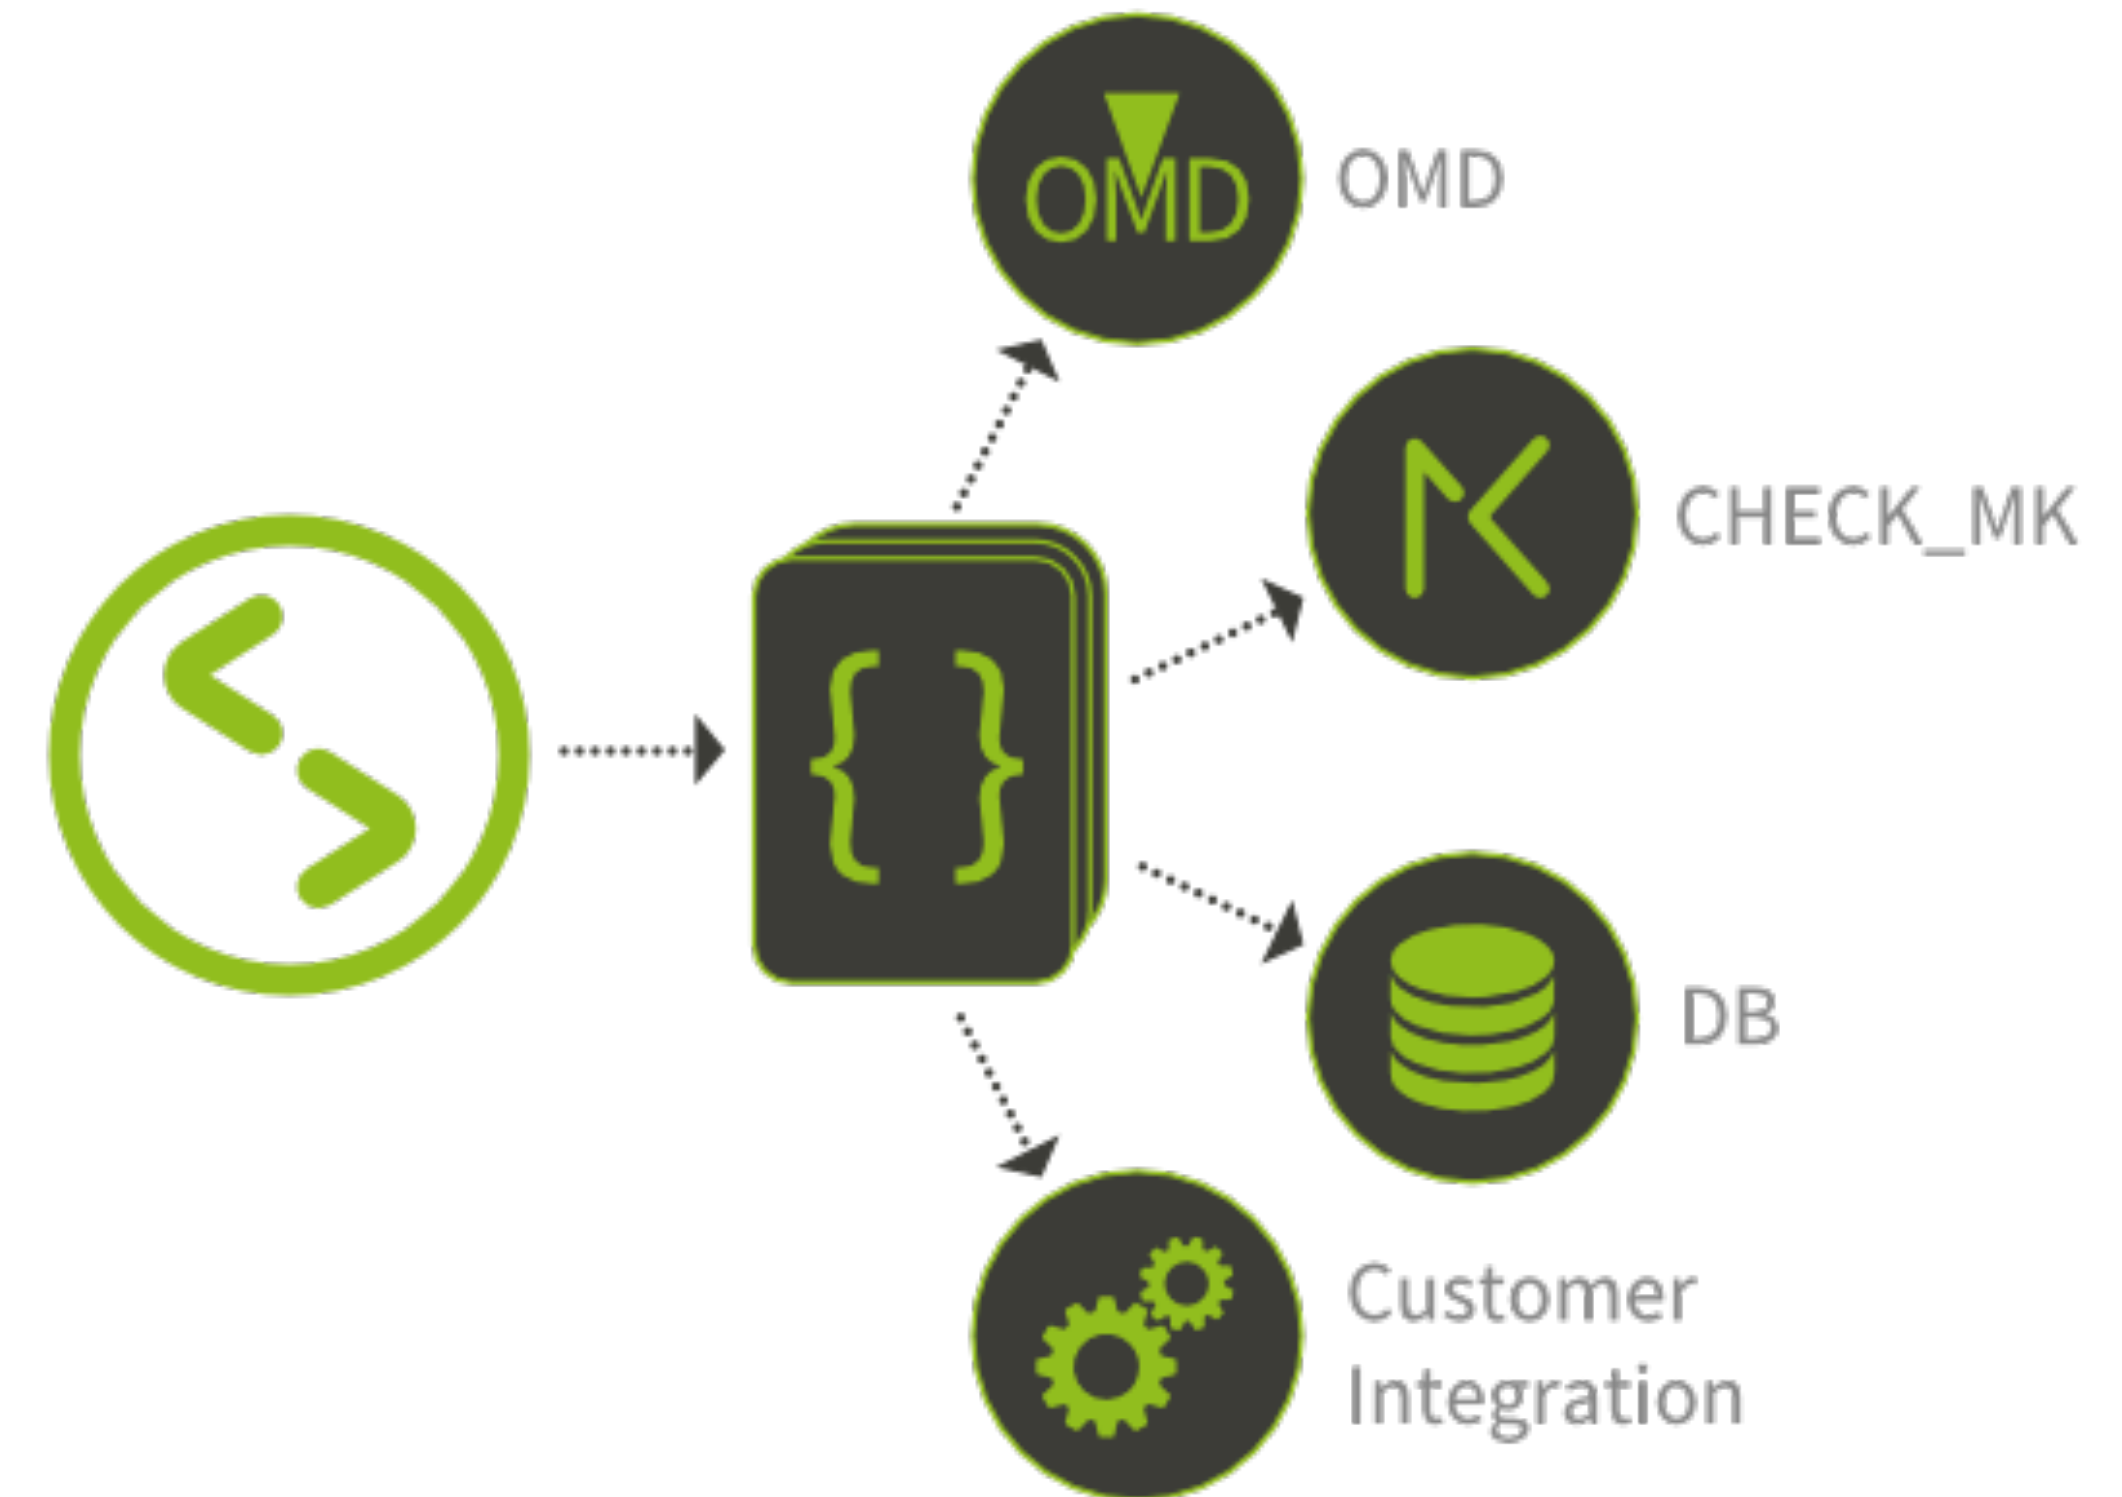 OMD
OMD
CHECK_MK
{ }
DB
Customer
Integration